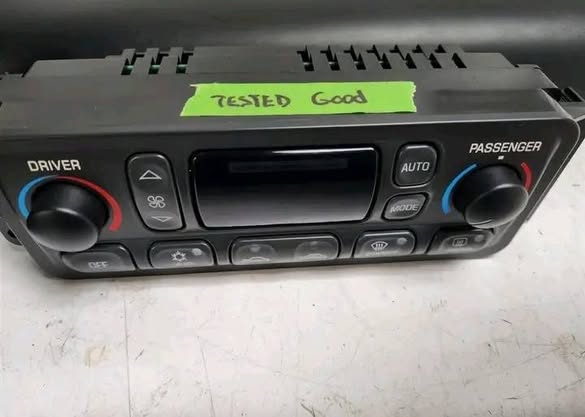 TESTED Good
DRIVER
PASSENGER
AUTO
MODE
OFF